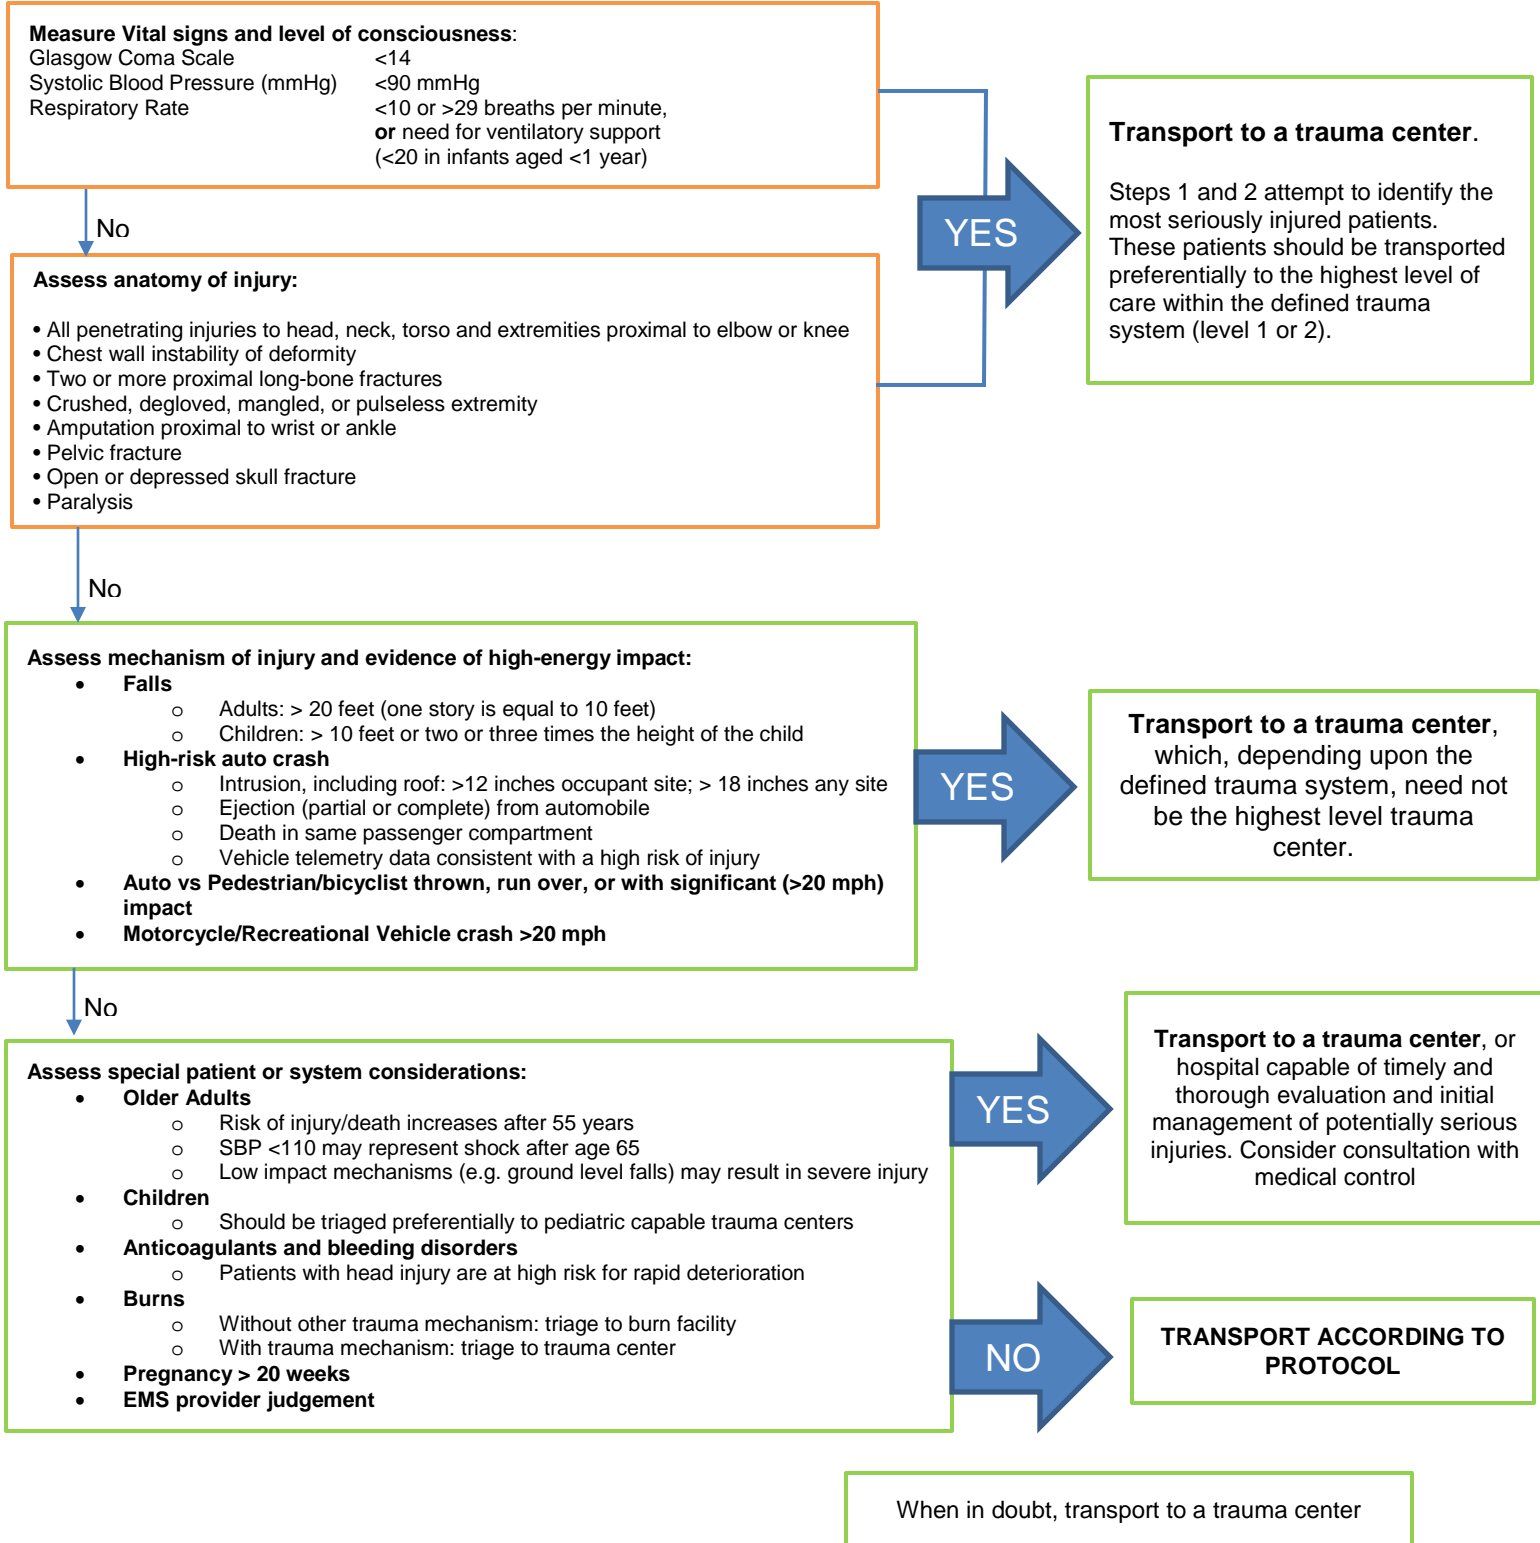 Measure Vital signs and level of consciousness:
Glasgow Coma Scale <14
Systolic Blood Pressure (mmHg) <90 mmHg
Respiratory Rate <10 or >29 breaths per minute,
or need for ventilatory support
(<20 in infants aged <1 year)
YES
Transport to a trauma center.
Steps 1 and 2 attempt to identify the
most seriously injured patients.
These patients should be transported
preferentially to the highest level of
care within the defined trauma
system (level 1 or 2).
No
Assess anatomy of injury:
• All penetrating injuries to head, neck, torso and extremities proximal to elbow or knee
• Chest wall instability of deformity
• Two or more proximal long-bone fractures
• Crushed, degloved, mangled, or pulseless extremity
• Amputation proximal to wrist or ankle
• Pelvic fracture
• Open or depressed skull fracture
• Paralysis
No
Assess mechanism of injury and evidence of high-energy impact:
• Falls
o Adults: > 20 feet (one story is equal to 10 feet)
o Children: > 10 feet or two or three times the height of the child
• High-risk auto crash
o Intrusion, including roof: >12 inches occupant site; > 18 inches any site
o Ejection (partial or complete) from automobile
o Death in same passenger compartment
o Vehicle telemetry data consistent with a high risk of injury
• Auto vs Pedestrian/bicyclist thrown, run over, or with significant (>20 mph)
impact
• Motorcycle/Recreational Vehicle crash >20 mph
YES
Transport to a trauma center,
which, depending upon the
defined trauma system, need not
be the highest level trauma
center.
No
Assess special patient or system considerations:
• Older Adults
o Risk of injury/death increases after 55 years
o SBP <110 may represent shock after age 65
o Low impact mechanisms (e.g. ground level falls) may result in severe injury
• Children
o Should be triaged preferentially to pediatric capable trauma centers
• Anticoagulants and bleeding disorders
o Patients with head injury are at high risk for rapid deterioration
• Burns
o Without other trauma mechanism: triage to burn facility
o With trauma mechanism: triage to trauma center
• Pregnancy > 20 weeks
• EMS provider judgement
YES
Transport to a trauma center, or
hospital capable of timely and
thorough evaluation and initial
management of potentially serious
injuries. Consider consultation with
medical control
NO
TRANSPORT ACCORDING TO
PROTOCOL
When in doubt, transport to a trauma center